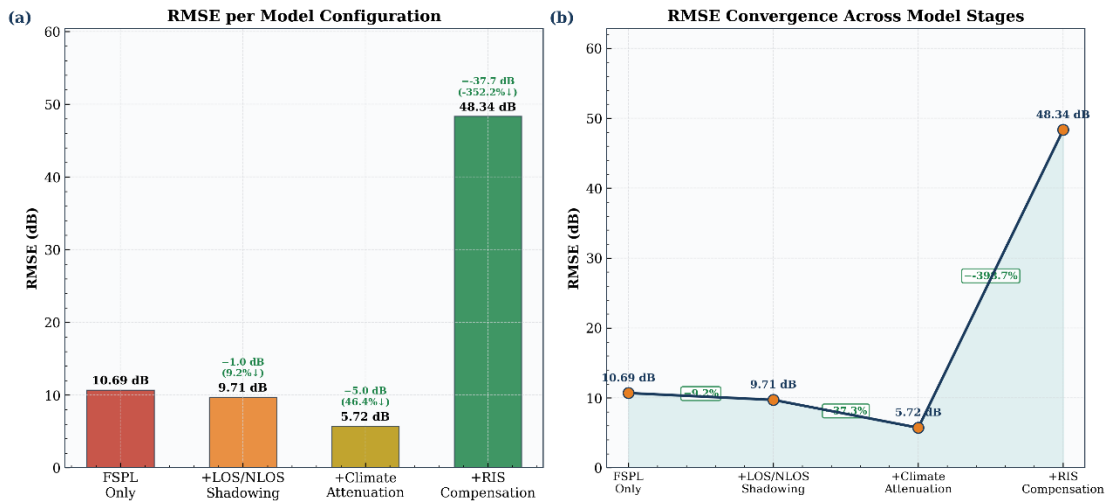 (a)
RMSE per Model Configuration
RMSE (dB)
60
50
40
30
20
10
0
10.69 dB
−1.0 dB
(9.2%↓)
9.71 dB
−5.0 dB
(46.4%↓)
5.72 dB
−-37.7 dB
(-352.2%↓)
48.34 dB
FSPL
Only
+LOS/NLOS
Shadowing
+Climate
Attenuation
+RIS
Compensation
(b)
RMSE Convergence Across Model Stages
RMSE (dB)
60
50
40
30
20
10
0
10.69 dB
−9.2%
9.71 dB
−37.3%
5.72 dB
48.34 dB
FSPL
Only
+LOS/NLOS
Shadowing
+Climate
Attenuation
+RIS
Compensation